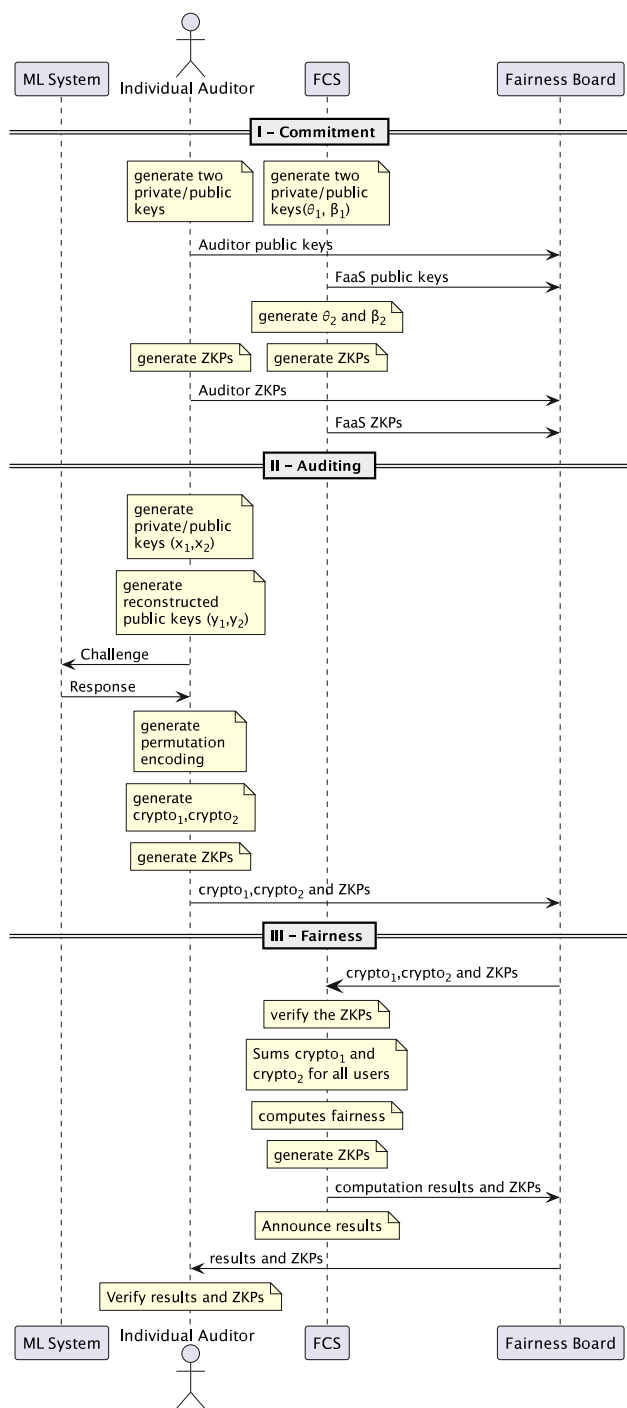 ML System
Individual Auditor
FCS
Fairness Board
I – Commitment
generate two
private/public
keys
generate two
private/public
keys(θ₁, β₁)
Auditor public keys
FaaS public keys
generate θ₂ and β₂
generate ZKPs
generate ZKPs
Auditor ZKPs
FaaS ZKPs
II – Auditing
generate
private/public
keys (x₁,x₂)
generate
reconstructed
public keys (y₁,y₂)
Challenge
Response
generate
permutation
encoding
generate
crypto₁,crypto₂
generate ZKPs
crypto₁,crypto₂ and ZKPs
III – Fairness
crypto₁,crypto₂ and ZKPs
verify the ZKPs
Sums crypto₁ and
crypto₂ for all users
computes fairness
generate ZKPs
computation results and ZKPs
Announce results
results and ZKPs
Verify results and ZKPs
ML System
Individual Auditor
FCS
Fairness Board